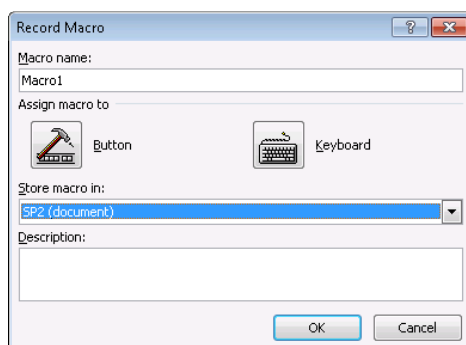 Record Macro
Macro name:
Macro1
Assign macro to
Button Keyboard
Store macro in:
SP2 (document)
Description:
OK Cancel